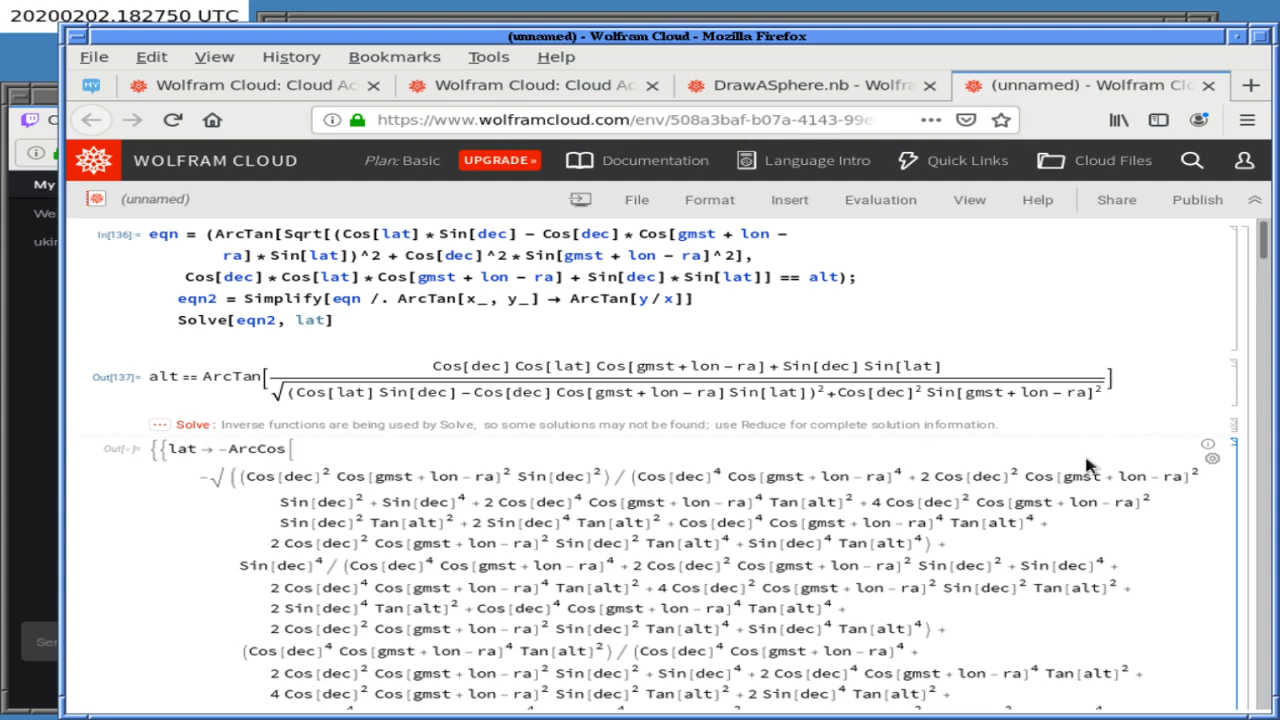 20200202.182750 UTC
(unnamed) - Wolfram Cloud - Mozilla Firefox
File Edit View History Bookmarks Tools Help
MY Wolfram Cloud: Cloud Ac Wolfram Cloud: Cloud Ac DrawASphere.nb - Wolfra (unnamed) - Wolfram Clo
https://www.wolframcloud.com/env/508a3baf-b07a-4143-99e
WOLFRAM CLOUD Plan: Basic UPGRADE » Documentation Language Intro Quick Links Cloud Files
(unnamed) File Format Insert Evaluation View Help Share Publish
My
We
ukin
Sen
In[136]:= eqn = (ArcTan[Sqrt[(Cos[lat] * Sin[dec] - Cos[dec] * Cos[gmst + lon -
ra] * Sin[lat])^2 + Cos[dec]^2 * Sin[gmst + lon - ra]^2],
Cos[dec] * Cos[lat] * Cos[gmst + lon - ra] + Sin[dec] * Sin[lat]] == alt);
eqn2 = Simplify[eqn /. ArcTan[x_, y_] → ArcTan[y/x]]
Solve[eqn2, lat]
Cos[dec] Cos[lat] Cos[gmst + lon - ra] + Sin[dec] Sin[lat]
Out[137]= alt == ArcTan[ ]
√(Cos[lat] Sin[dec] - Cos[dec] Cos[gmst + lon - ra] Sin[lat])² + Cos[dec]² Sin[gmst + lon - ra]²
··· Solve : Inverse functions are being used by Solve, so some solutions may not be found; use Reduce for complete solution information.
Out[-]= {{lat → -ArcCos[
-√((Cos[dec]² Cos[gmst + lon - ra]² Sin[dec]²) / (Cos[dec]⁴ Cos[gmst + lon - ra]⁴ + 2 Cos[dec]² Cos[gmst + lon - ra]²
Sin[dec]² + Sin[dec]⁴ + 2 Cos[dec]⁴ Cos[gmst + lon - ra]⁴ Tan[alt]² + 4 Cos[dec]² Cos[gmst + lon - ra]²
Sin[dec]² Tan[alt]² + 2 Sin[dec]⁴ Tan[alt]² + Cos[dec]⁴ Cos[gmst + lon - ra]⁴ Tan[alt]⁴ +
2 Cos[dec]² Cos[gmst + lon - ra]² Sin[dec]² Tan[alt]⁴ + Sin[dec]⁴ Tan[alt]⁴) +
Sin[dec]⁴ / (Cos[dec]⁴ Cos[gmst + lon - ra]⁴ + 2 Cos[dec]² Cos[gmst + lon - ra]² Sin[dec]² + Sin[dec]⁴ +
2 Cos[dec]⁴ Cos[gmst + lon - ra]⁴ Tan[alt]² + 4 Cos[dec]² Cos[gmst + lon - ra]² Sin[dec]² Tan[alt]² +
2 Sin[dec]⁴ Tan[alt]² + Cos[dec]⁴ Cos[gmst + lon - ra]⁴ Tan[alt]⁴ +
2 Cos[dec]² Cos[gmst + lon - ra]² Sin[dec]² Tan[alt]⁴ + Sin[dec]⁴ Tan[alt]⁴) +
(Cos[dec]⁴ Cos[gmst + lon - ra]⁴ Tan[alt]²) / (Cos[dec]⁴ Cos[gmst + lon - ra]⁴ +
2 Cos[dec]² Cos[gmst + lon - ra]² Sin[dec]² + Sin[dec]⁴ + 2 Cos[dec]⁴ Cos[gmst + lon - ra]⁴ Tan[alt]² +
4 Cos[dec]² Cos[gmst + lon - ra]² Sin[dec]² Tan[alt]² + 2 Sin[dec]⁴ Tan[alt]² +